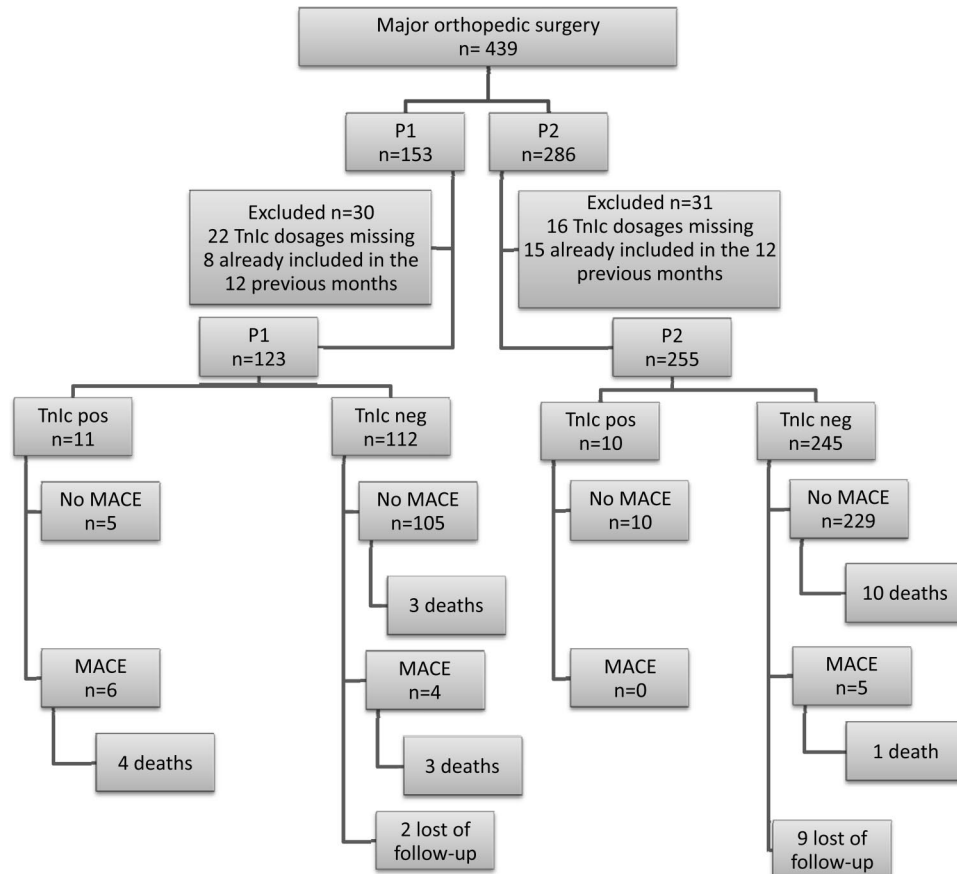 Major orthopedic surgery
n= 439
P1
n=153
P2
n=286
Excluded n=30
22 TnIc dosages missing
8 already included in the
12 previous months
Excluded n=31
16 TnIc dosages missing
15 already included in the 12
previous months
P1
n=123
P2
n=255
TnIc pos
n=11
TnIc neg
n=112
TnIc pos
n=10
TnIc neg
n=245
No MACE
n=5
No MACE
n=105
No MACE
n=10
No MACE
n=229
3 deaths
10 deaths
MACE
n=6
MACE
n=4
MACE
n=0
MACE
n=5
4 deaths
3 deaths
1 death
2 lost of
follow-up
9 lost of
follow-up